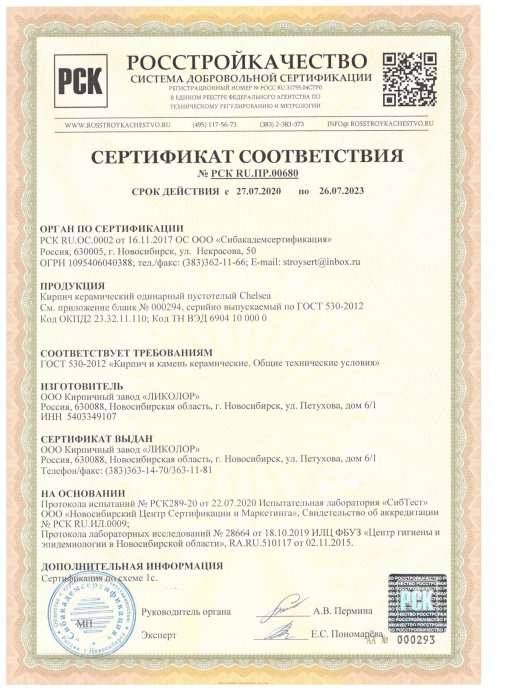 РСК
РОССТРОЙКАЧЕСТВО
СИСТЕМА ДОБРОВОЛЬНОЙ СЕРТИФИКАЦИИ
РЕГИСТРАЦИОННЫЙ НОМЕР № РОСС RU 31755.04СТР0
В ЕДИНОМ РЕЕСТРЕ ФЕДЕРАЛЬНОГО АГЕНТСТВА ПО
ТЕХНИЧЕСКОМУ РЕГУЛИРОВАНИЮ И МЕТРОЛОГИИ
WWW.ROSSTROYKACHESTVO.RU (495) 117-56-73 (383) 2-383-373 INFO@ ROSSTROYKACHESTVO.RU
СЕРТИФИКАТ СООТВЕТСТВИЯ
№ РСК RU.ПР.00680
СРОК ДЕЙСТВИЯ с 27.07.2020 по 26.07.2023
ОРГАН ПО СЕРТИФИКАЦИИ
РСК RU.ОС.0002 от 16.11.2017 ОС ООО «Сибакадемсертификация»
Россия, 630005, г. Новосибирск, ул. Некрасова, 50
ОГРН 1095406040388; тел./факс: (383)362-11-66; E-mail: stroysert@inbox.ru
ПРОДУКЦИЯ
Кирпич керамический одинарный пустотелый Chelsea
См. приложение бланк № 000294, серийно выпускаемый по ГОСТ 530-2012
Код ОКПД2 23.32.11.110; Код ТН ВЭД 6904 10 000 0
СООТВЕТСТВУЕТ ТРЕБОВАНИЯМ
ГОСТ 530-2012 «Кирпич и камень керамические. Общие технические условия»
ИЗГОТОВИТЕЛЬ
ООО Кирпичный завод «ЛИКОЛОР»
Россия, 630088, Новосибирская область, г. Новосибирск, ул. Петухова, дом 6/1
ИНН 5403349107
СЕРТИФИКАТ ВЫДАН
ООО Кирпичный завод «ЛИКОЛОР»
Россия, 630088, Новосибирская область, г. Новосибирск, ул. Петухова, дом 6/1
Телефон/факс: (383)363-14-70/363-11-81
НА ОСНОВАНИИ
Протокола испытаний № РСК289-20 от 22.07.2020 Испытательная лаборатория «СибТест»
ООО «Новосибирский Центр Сертификации и Маркетинга», Свидетельство об аккредитации
№ РСК RU.ИЛ.0009;
Протокола лабораторных исследований № 28664 от 18.10.2019 ИЛЦ ФБУЗ «Центр гигиены и
эпидемиологии в Новосибирской области», RA.RU.510117 от 02.11.2015.
ДОПОЛНИТЕЛЬНАЯ ИНФОРМАЦИЯ
Сертификация по схеме 1с.
Руководитель органа А.В. Пермина
Эксперт Е.С. Пономарёва
МП
«Сибакадемсертификация»
РОССТРОЙКАЧЕСТВО
РСК
АА № 000293